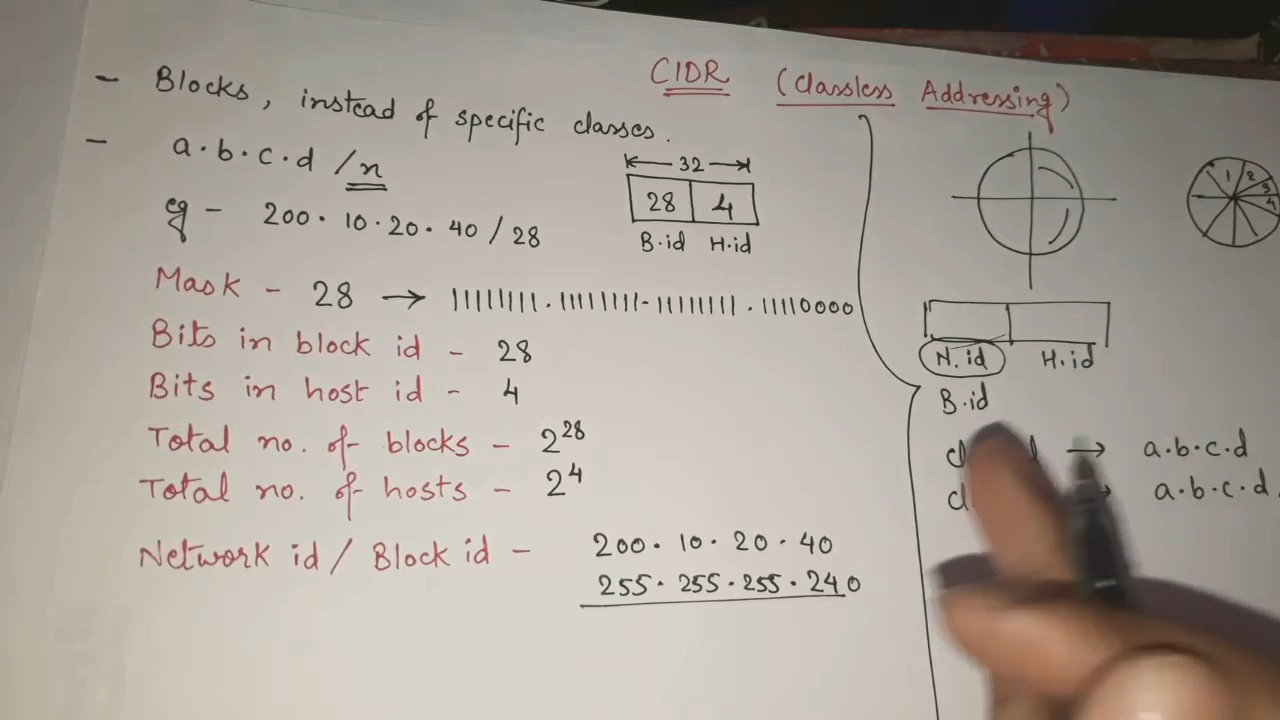 CIDR (Classless Addressing)
- Blocks, instead of specific classes.
- a.b.c.d /n
eg - 200.10.20.40/28
32
28 4
B.id H.id
Mask - 28 → 11111111.11111111.11111111.11110000
Bits in block id - 28
Bits in host id - 4
Total no. of blocks - 2^28
Total no. of hosts - 2^4
Network id / Block id - 200.10.20.40
255.255.255.240
1 2 3 4
N.id H.id
B.id
→ a.b.c.d
a.b.c.d